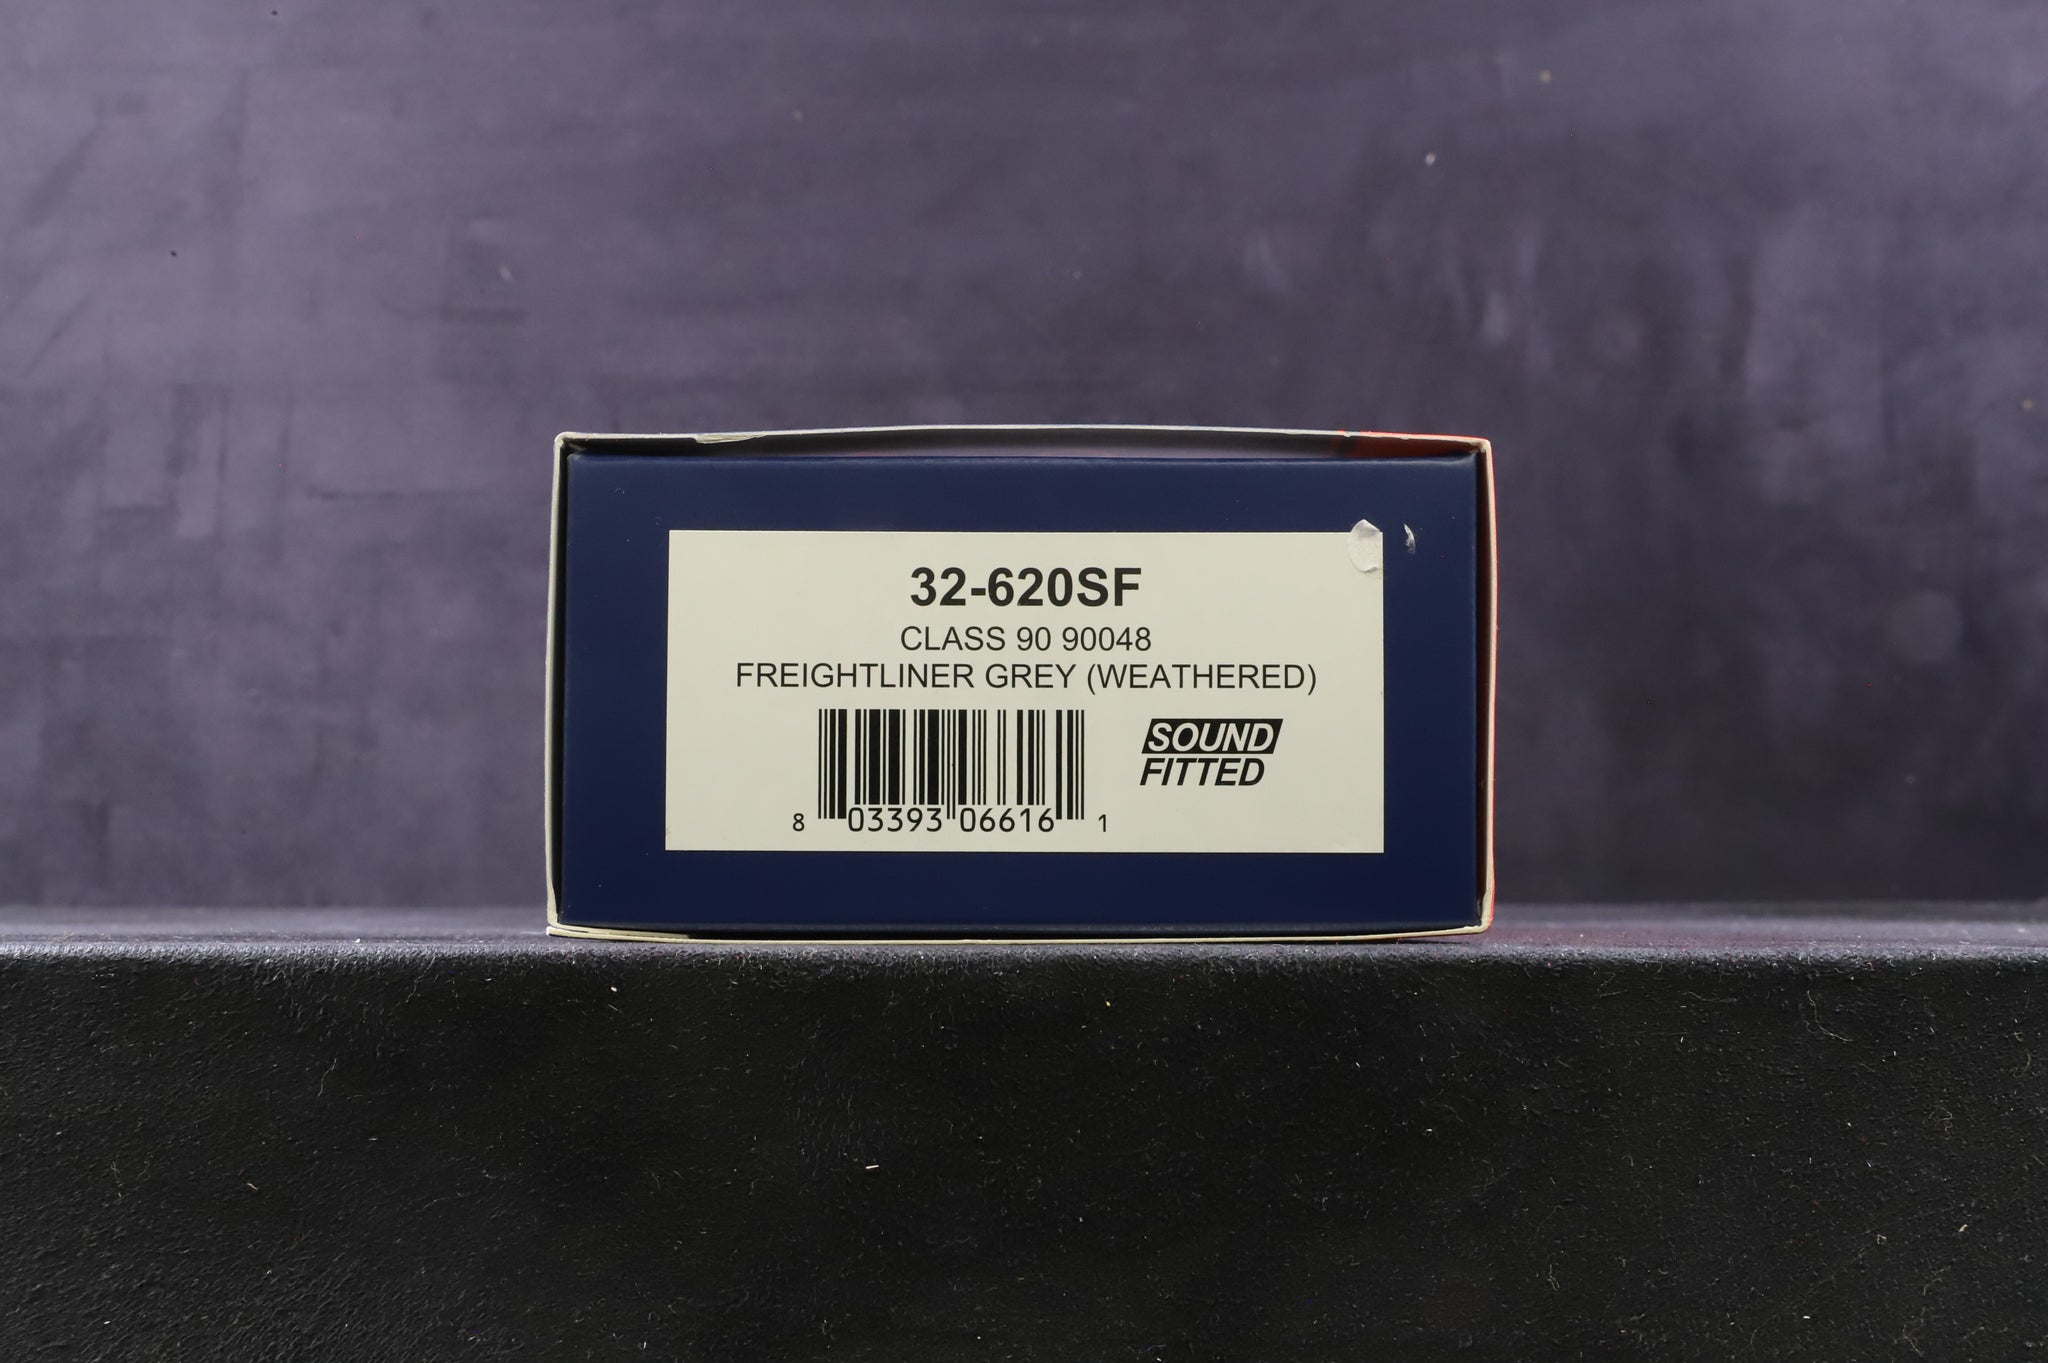 32-620SF
CLASS 90 90048
FREIGHTLINER GREY (WEATHERED)
SOUND
FITTED
8 03393 06616 1